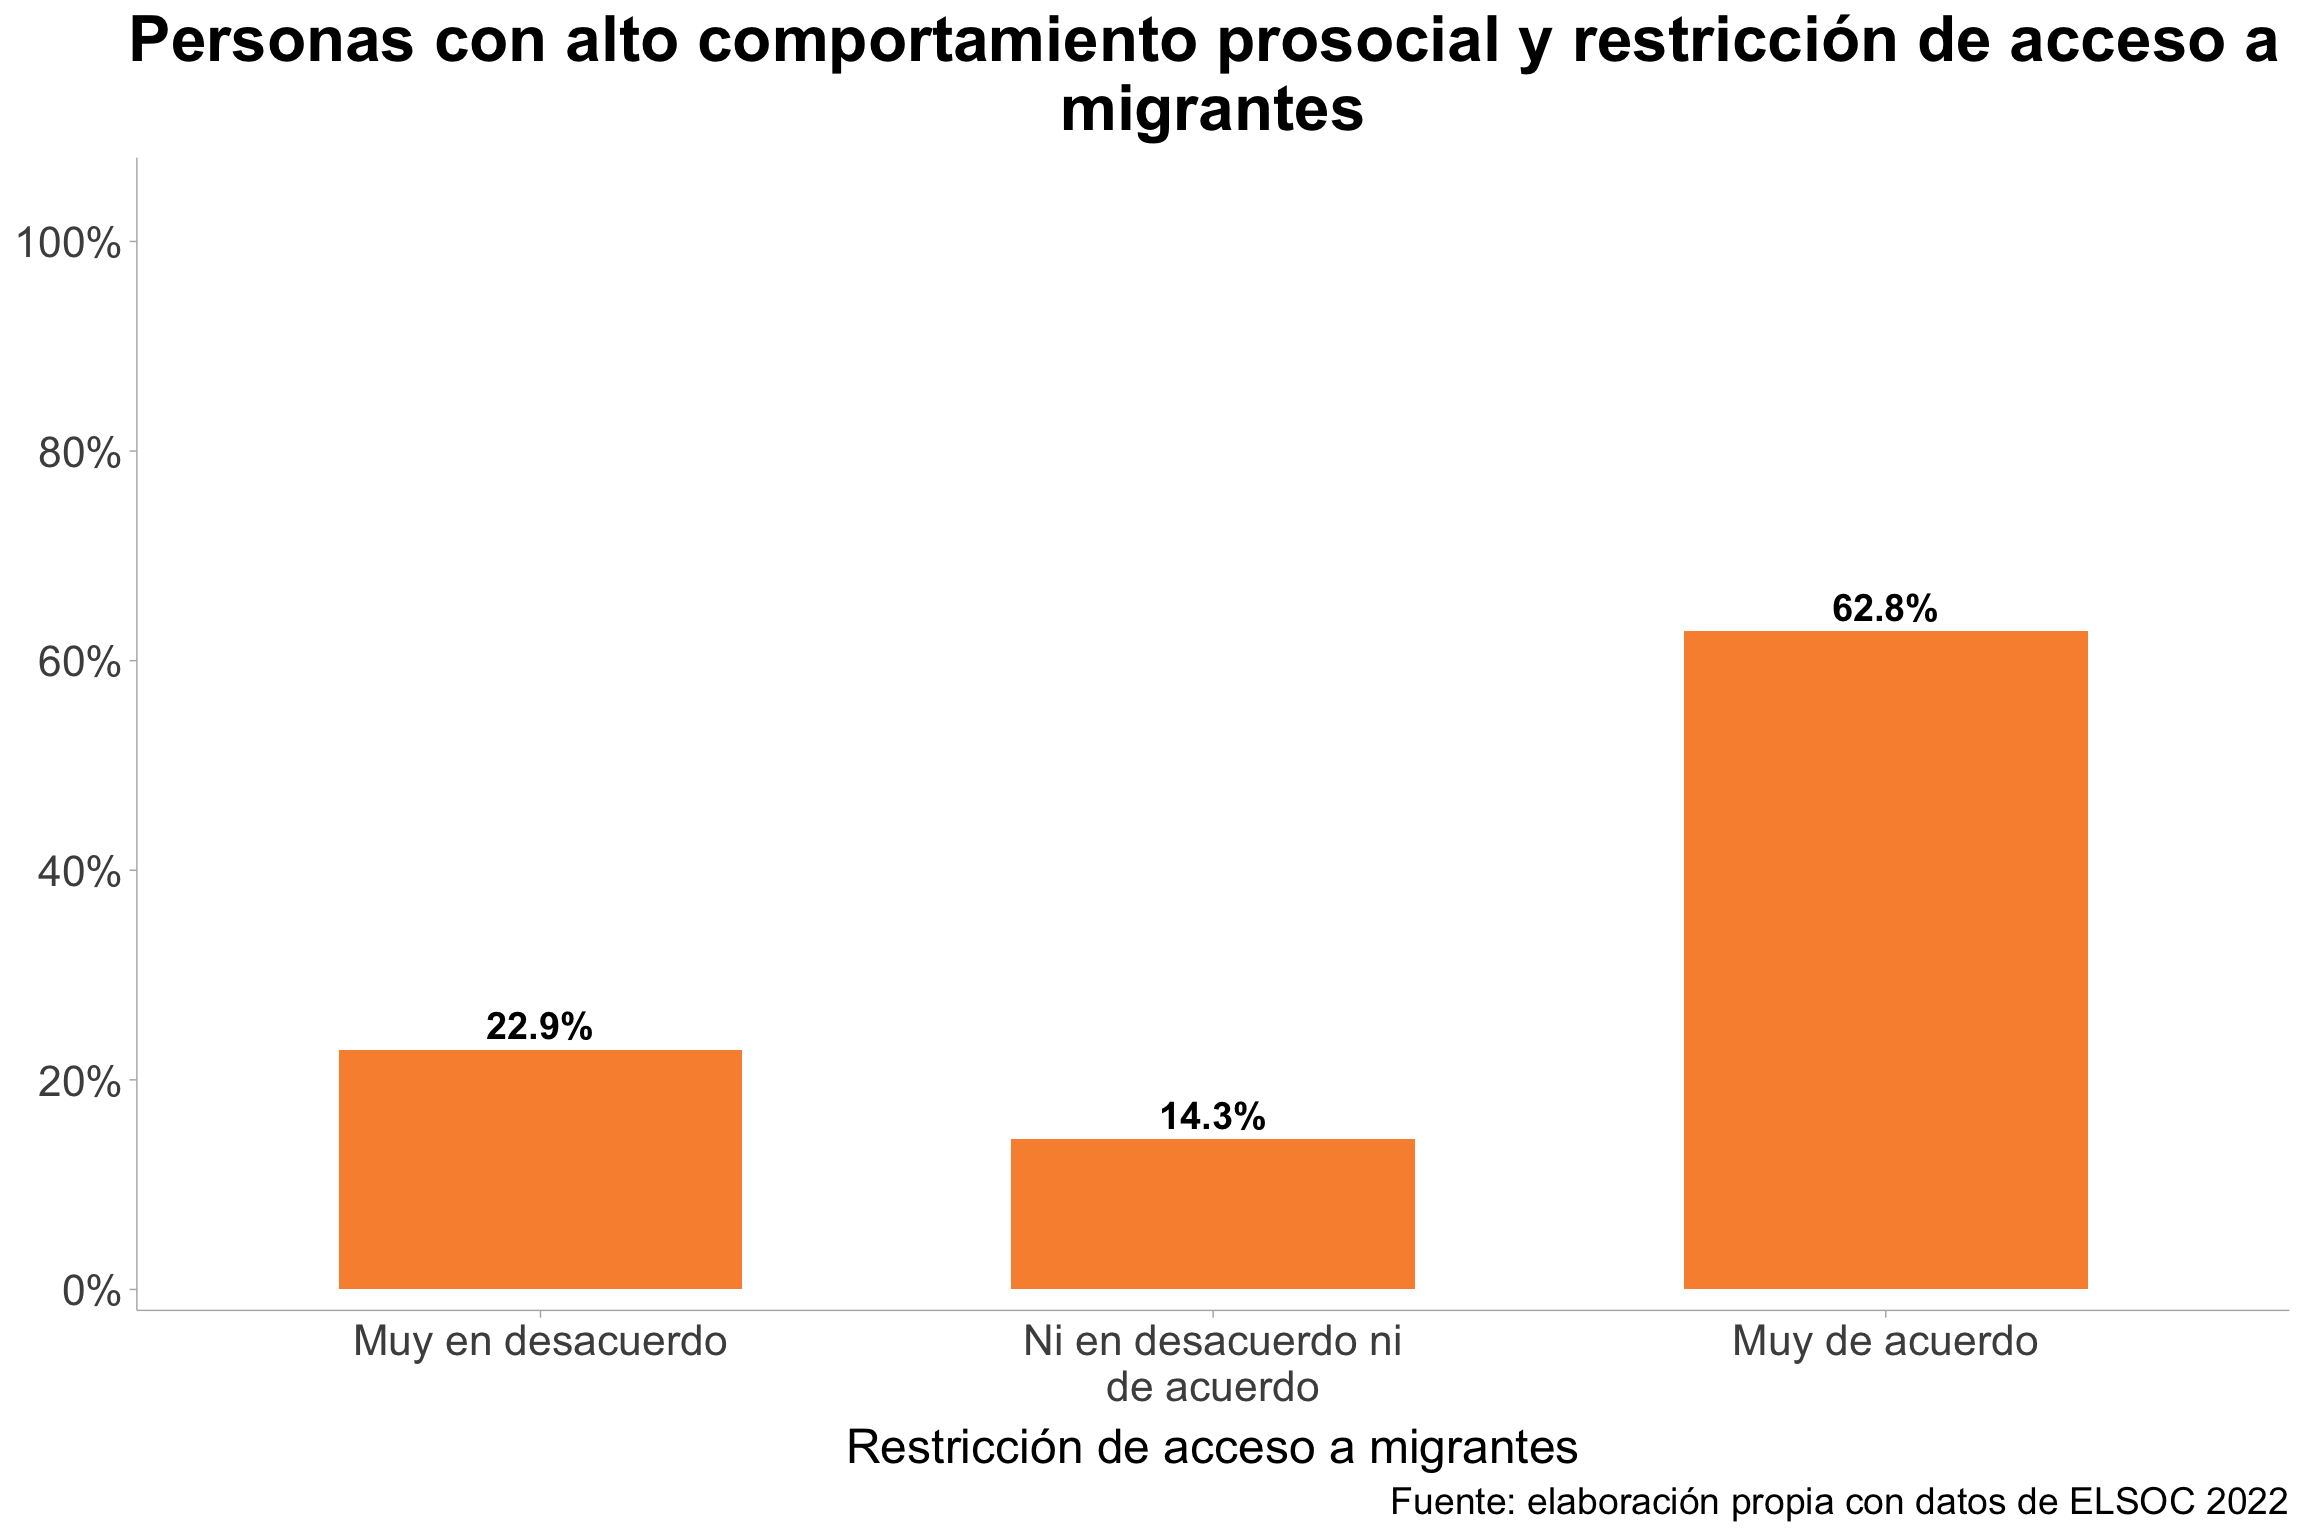 Personas con alto comportamiento prosocial y restricción de acceso a
migrantes
100%
80%
60%
40%
20%
0%
22.9%
14.3%
62.8%
Muy en desacuerdo
Ni en desacuerdo ni
de acuerdo
Muy de acuerdo
Restricción de acceso a migrantes
Fuente: elaboración propia con datos de ELSOC 2022